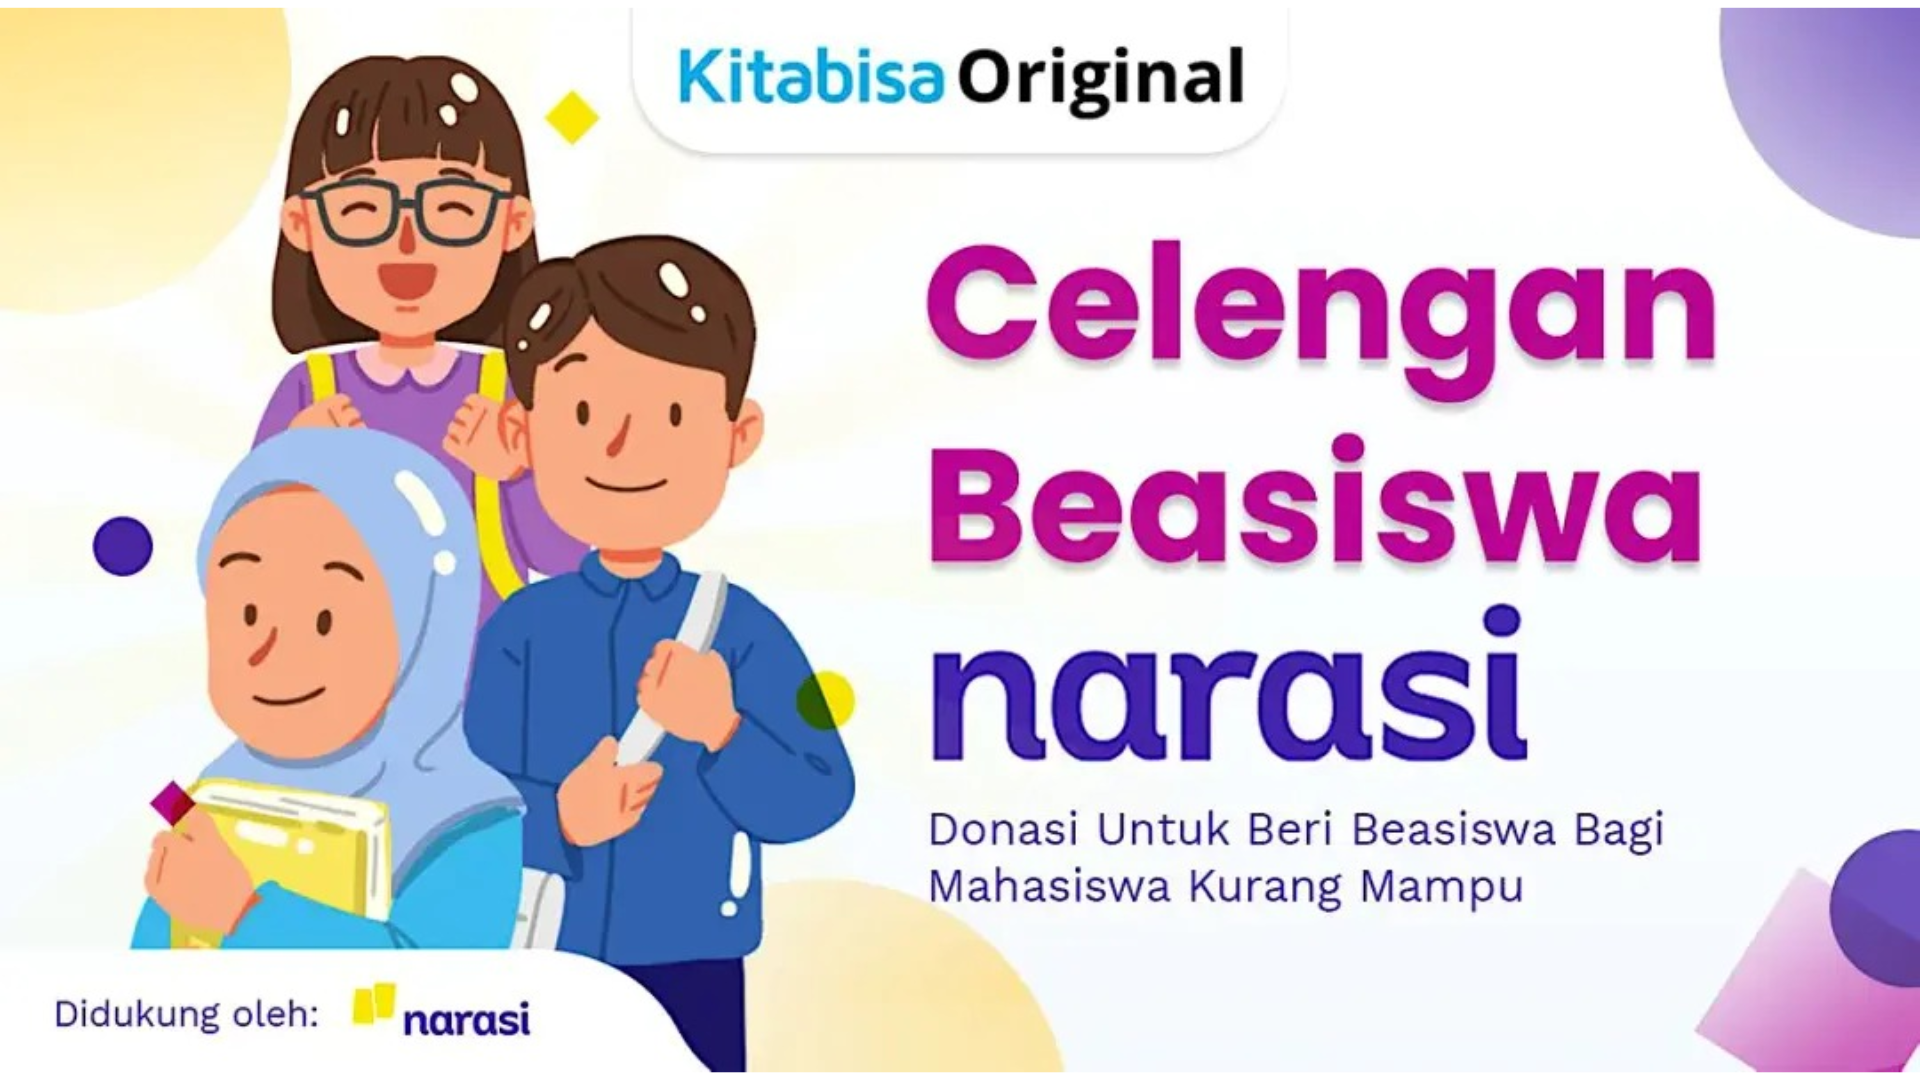 Kitabisa Original
Celengan
Beasiswa
narasi
Donasi Untuk Beri Beasiswa Bagi
Mahasiswa Kurang Mampu
Didukung oleh: narasi